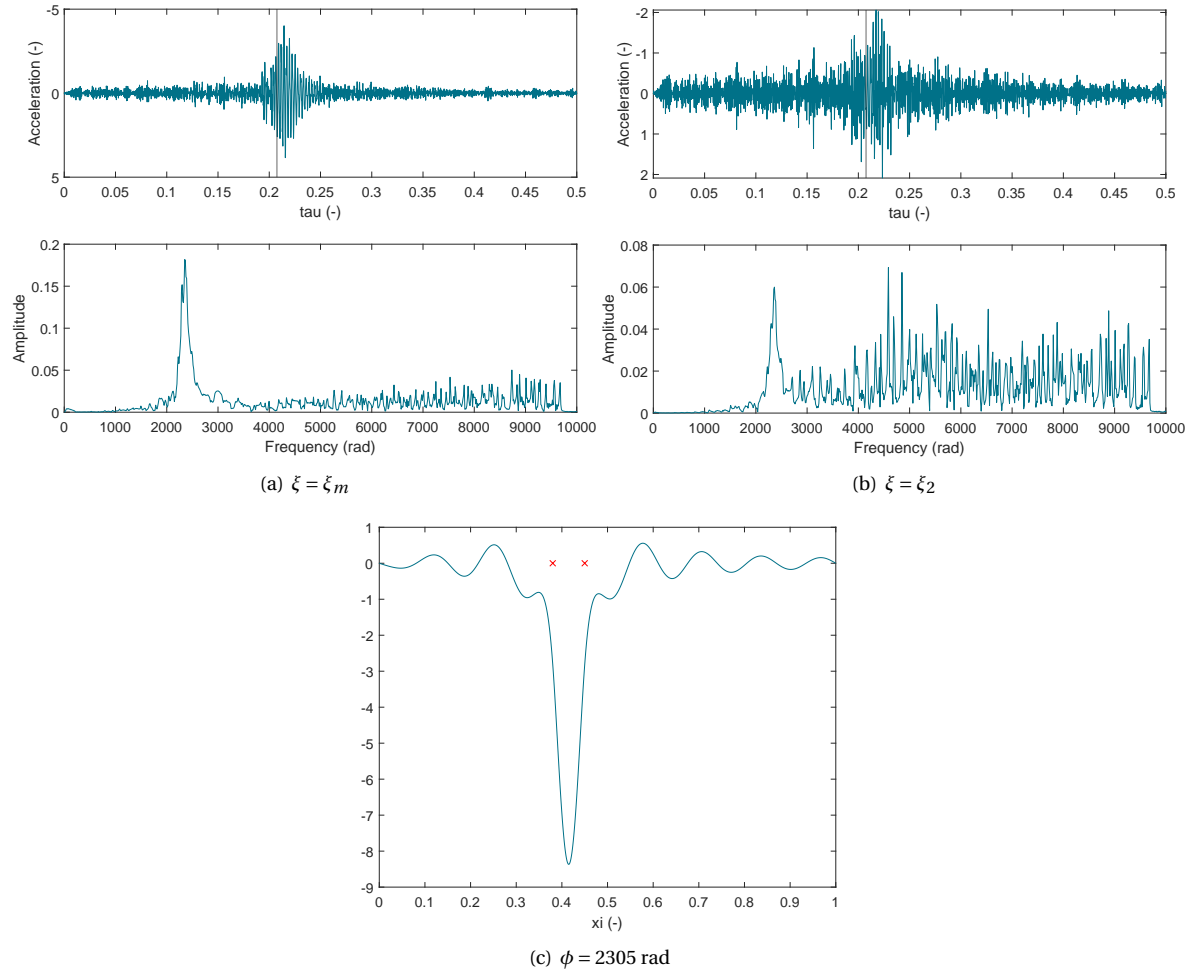 -5
0
5
Acceleration (-)
0 0.05 0.1 0.15 0.2 0.25 0.3 0.35 0.4 0.45 0.5
tau (-)
-2
-1
0
1
2
Acceleration (-)
0 0.05 0.1 0.15 0.2 0.25 0.3 0.35 0.4 0.45 0.5
tau (-)
0.2
0.15
0.1
0.05
0
Amplitude
0 1000 2000 3000 4000 5000 6000 7000 8000 9000 10000
Frequency (rad)
(a) ξ = ξm
0.08
0.06
0.04
0.02
0
Amplitude
0 1000 2000 3000 4000 5000 6000 7000 8000 9000 10000
Frequency (rad)
(b) ξ = ξ2
1
0
-1
-2
-3
-4
-5
-6
-7
-8
-9
0 0.1 0.2 0.3 0.4 0.5 0.6 0.7 0.8 0.9 1
xi (-)
(c) ϕ = 2305 rad